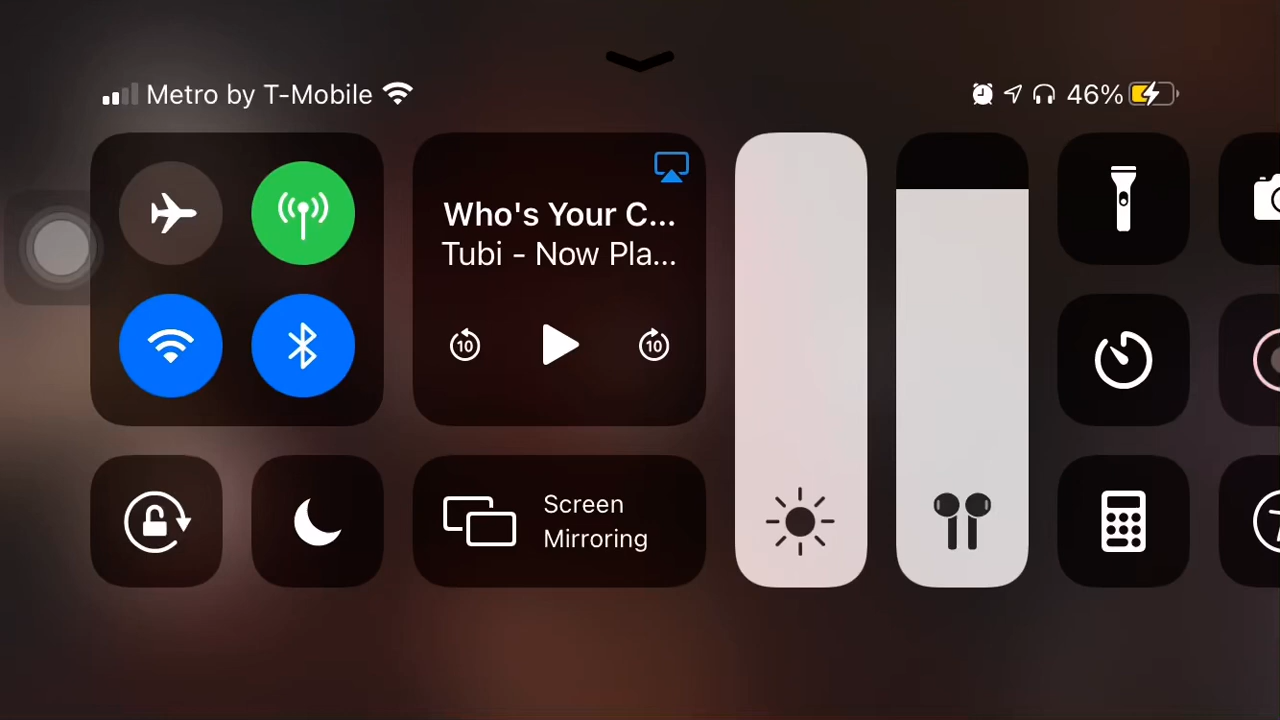 Metro by T-Mobile
46%
Who's Your C...
Tubi - Now Pla...
10
10
Screen
Mirroring